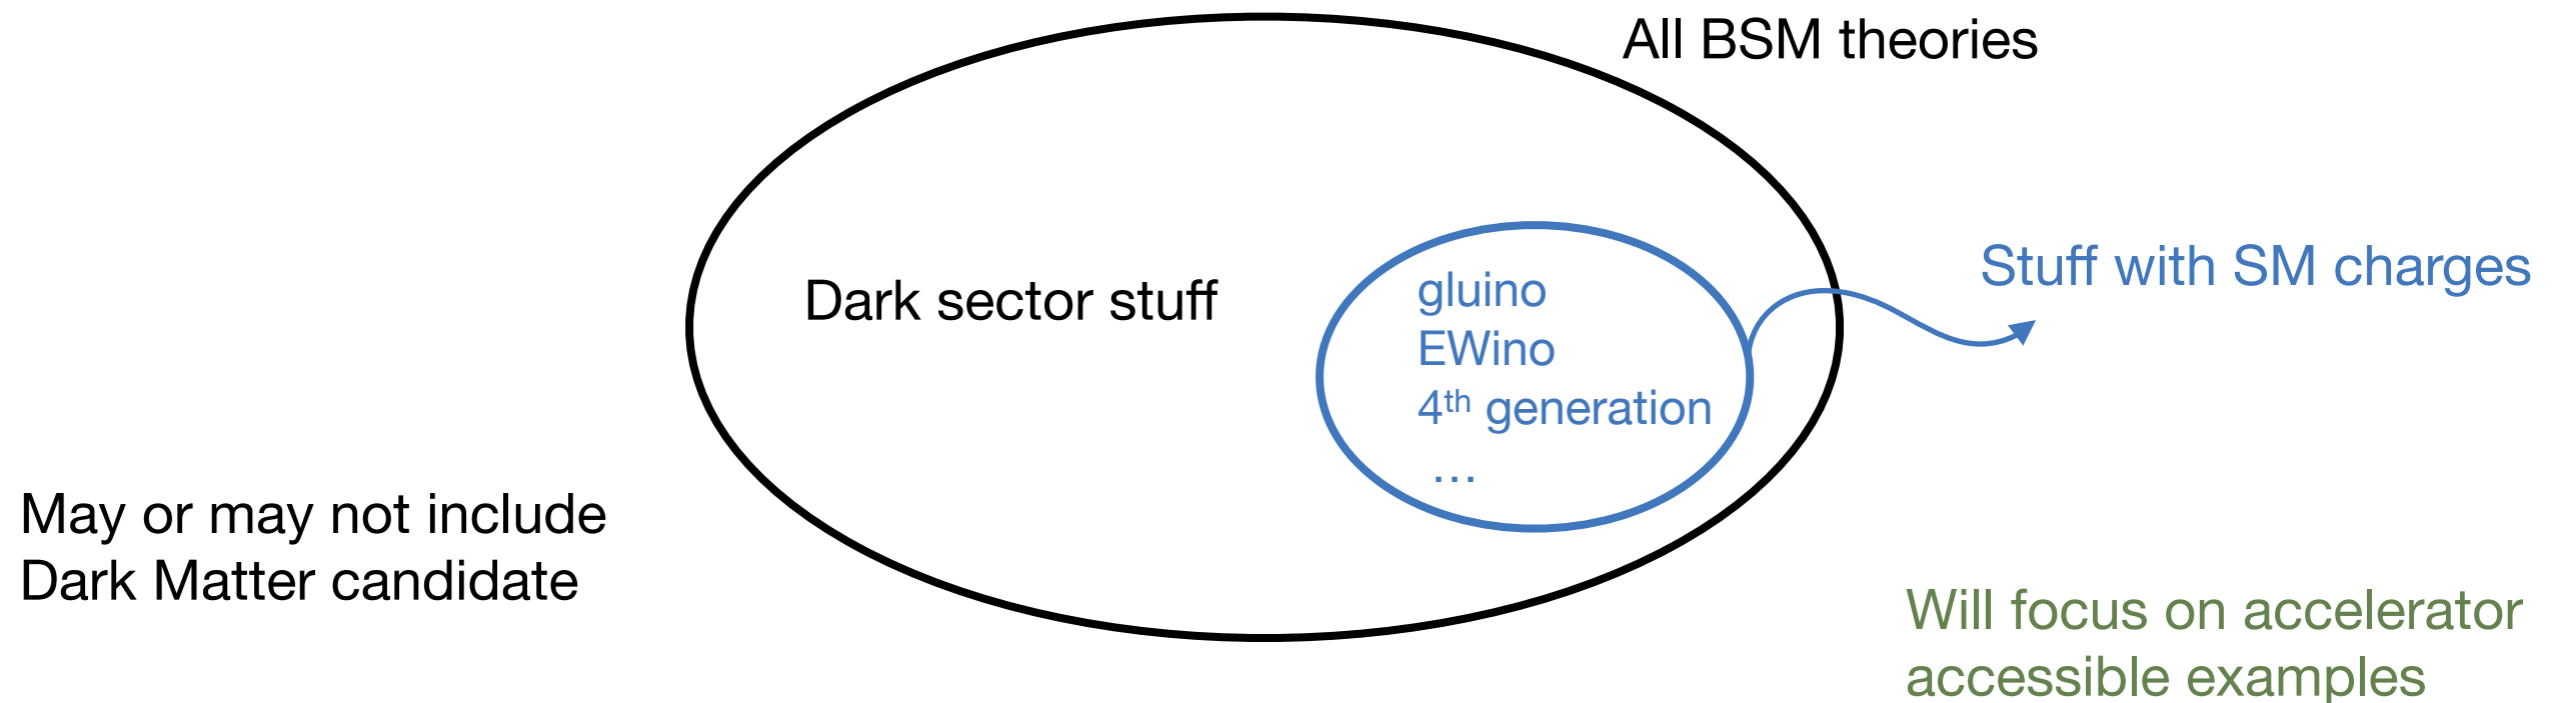 All BSM theories
Stuff with SM charges
Dark sector stuff
gluino
EWino
4th generation
…
May or may not include
Dark Matter candidate
Will focus on accelerator
accessible examples